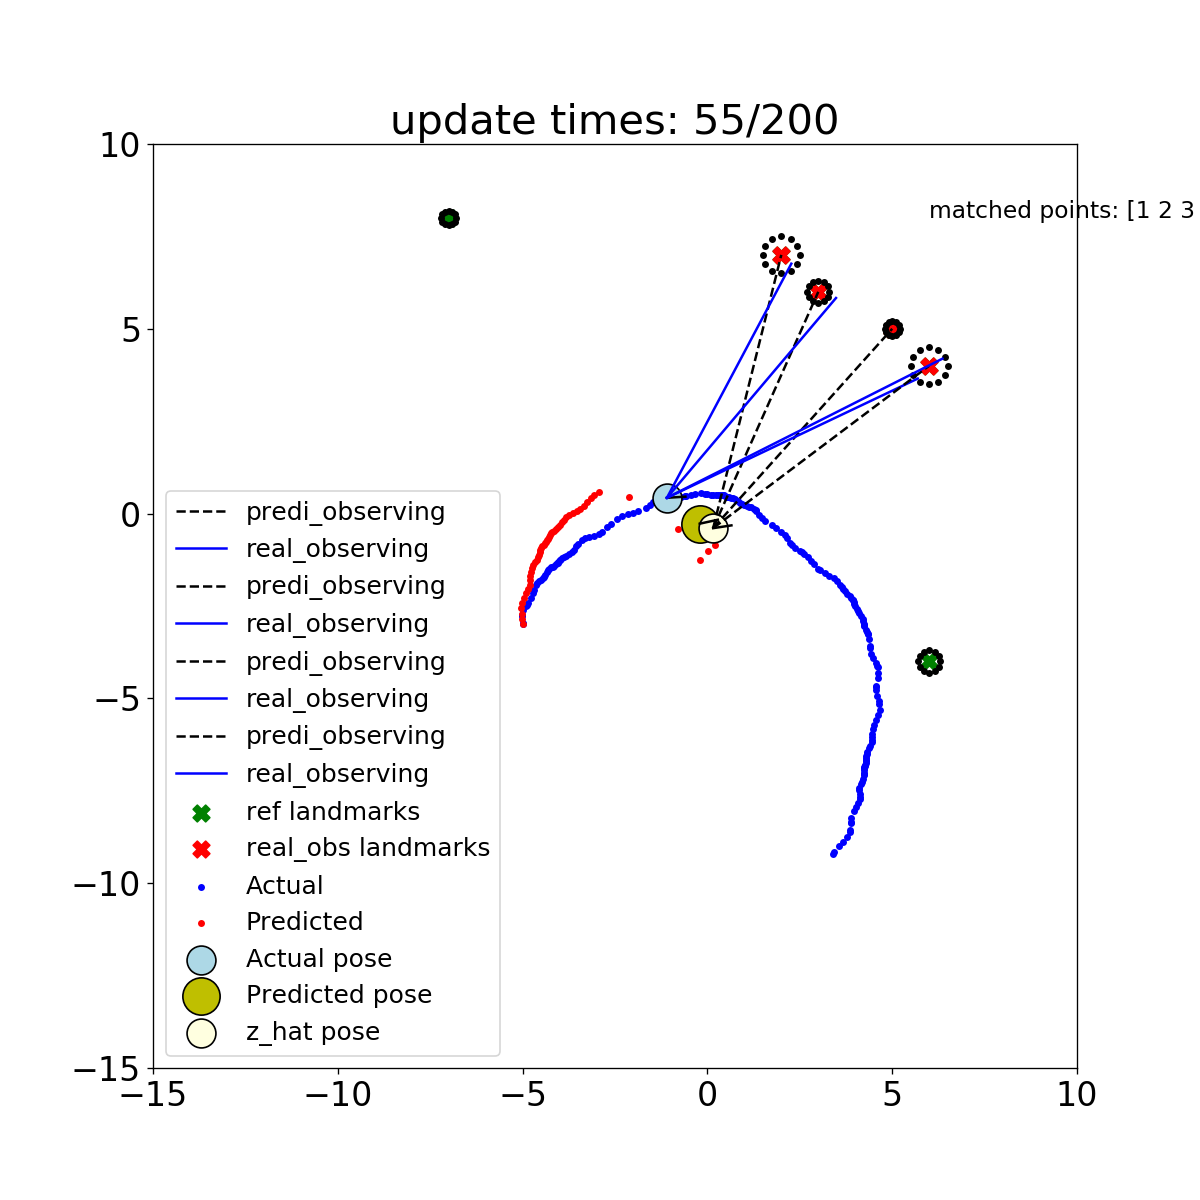 update times: 55/200
10
matched points: [1 2 3
5
0
−5
−10
−15
predi_observing
real_observing
predi_observing
real_observing
predi_observing
real_observing
predi_observing
real_observing
ref landmarks
real_obs landmarks
Actual
Predicted
Actual pose
Predicted pose
z_hat pose
−15 −10 −5 0 5 10